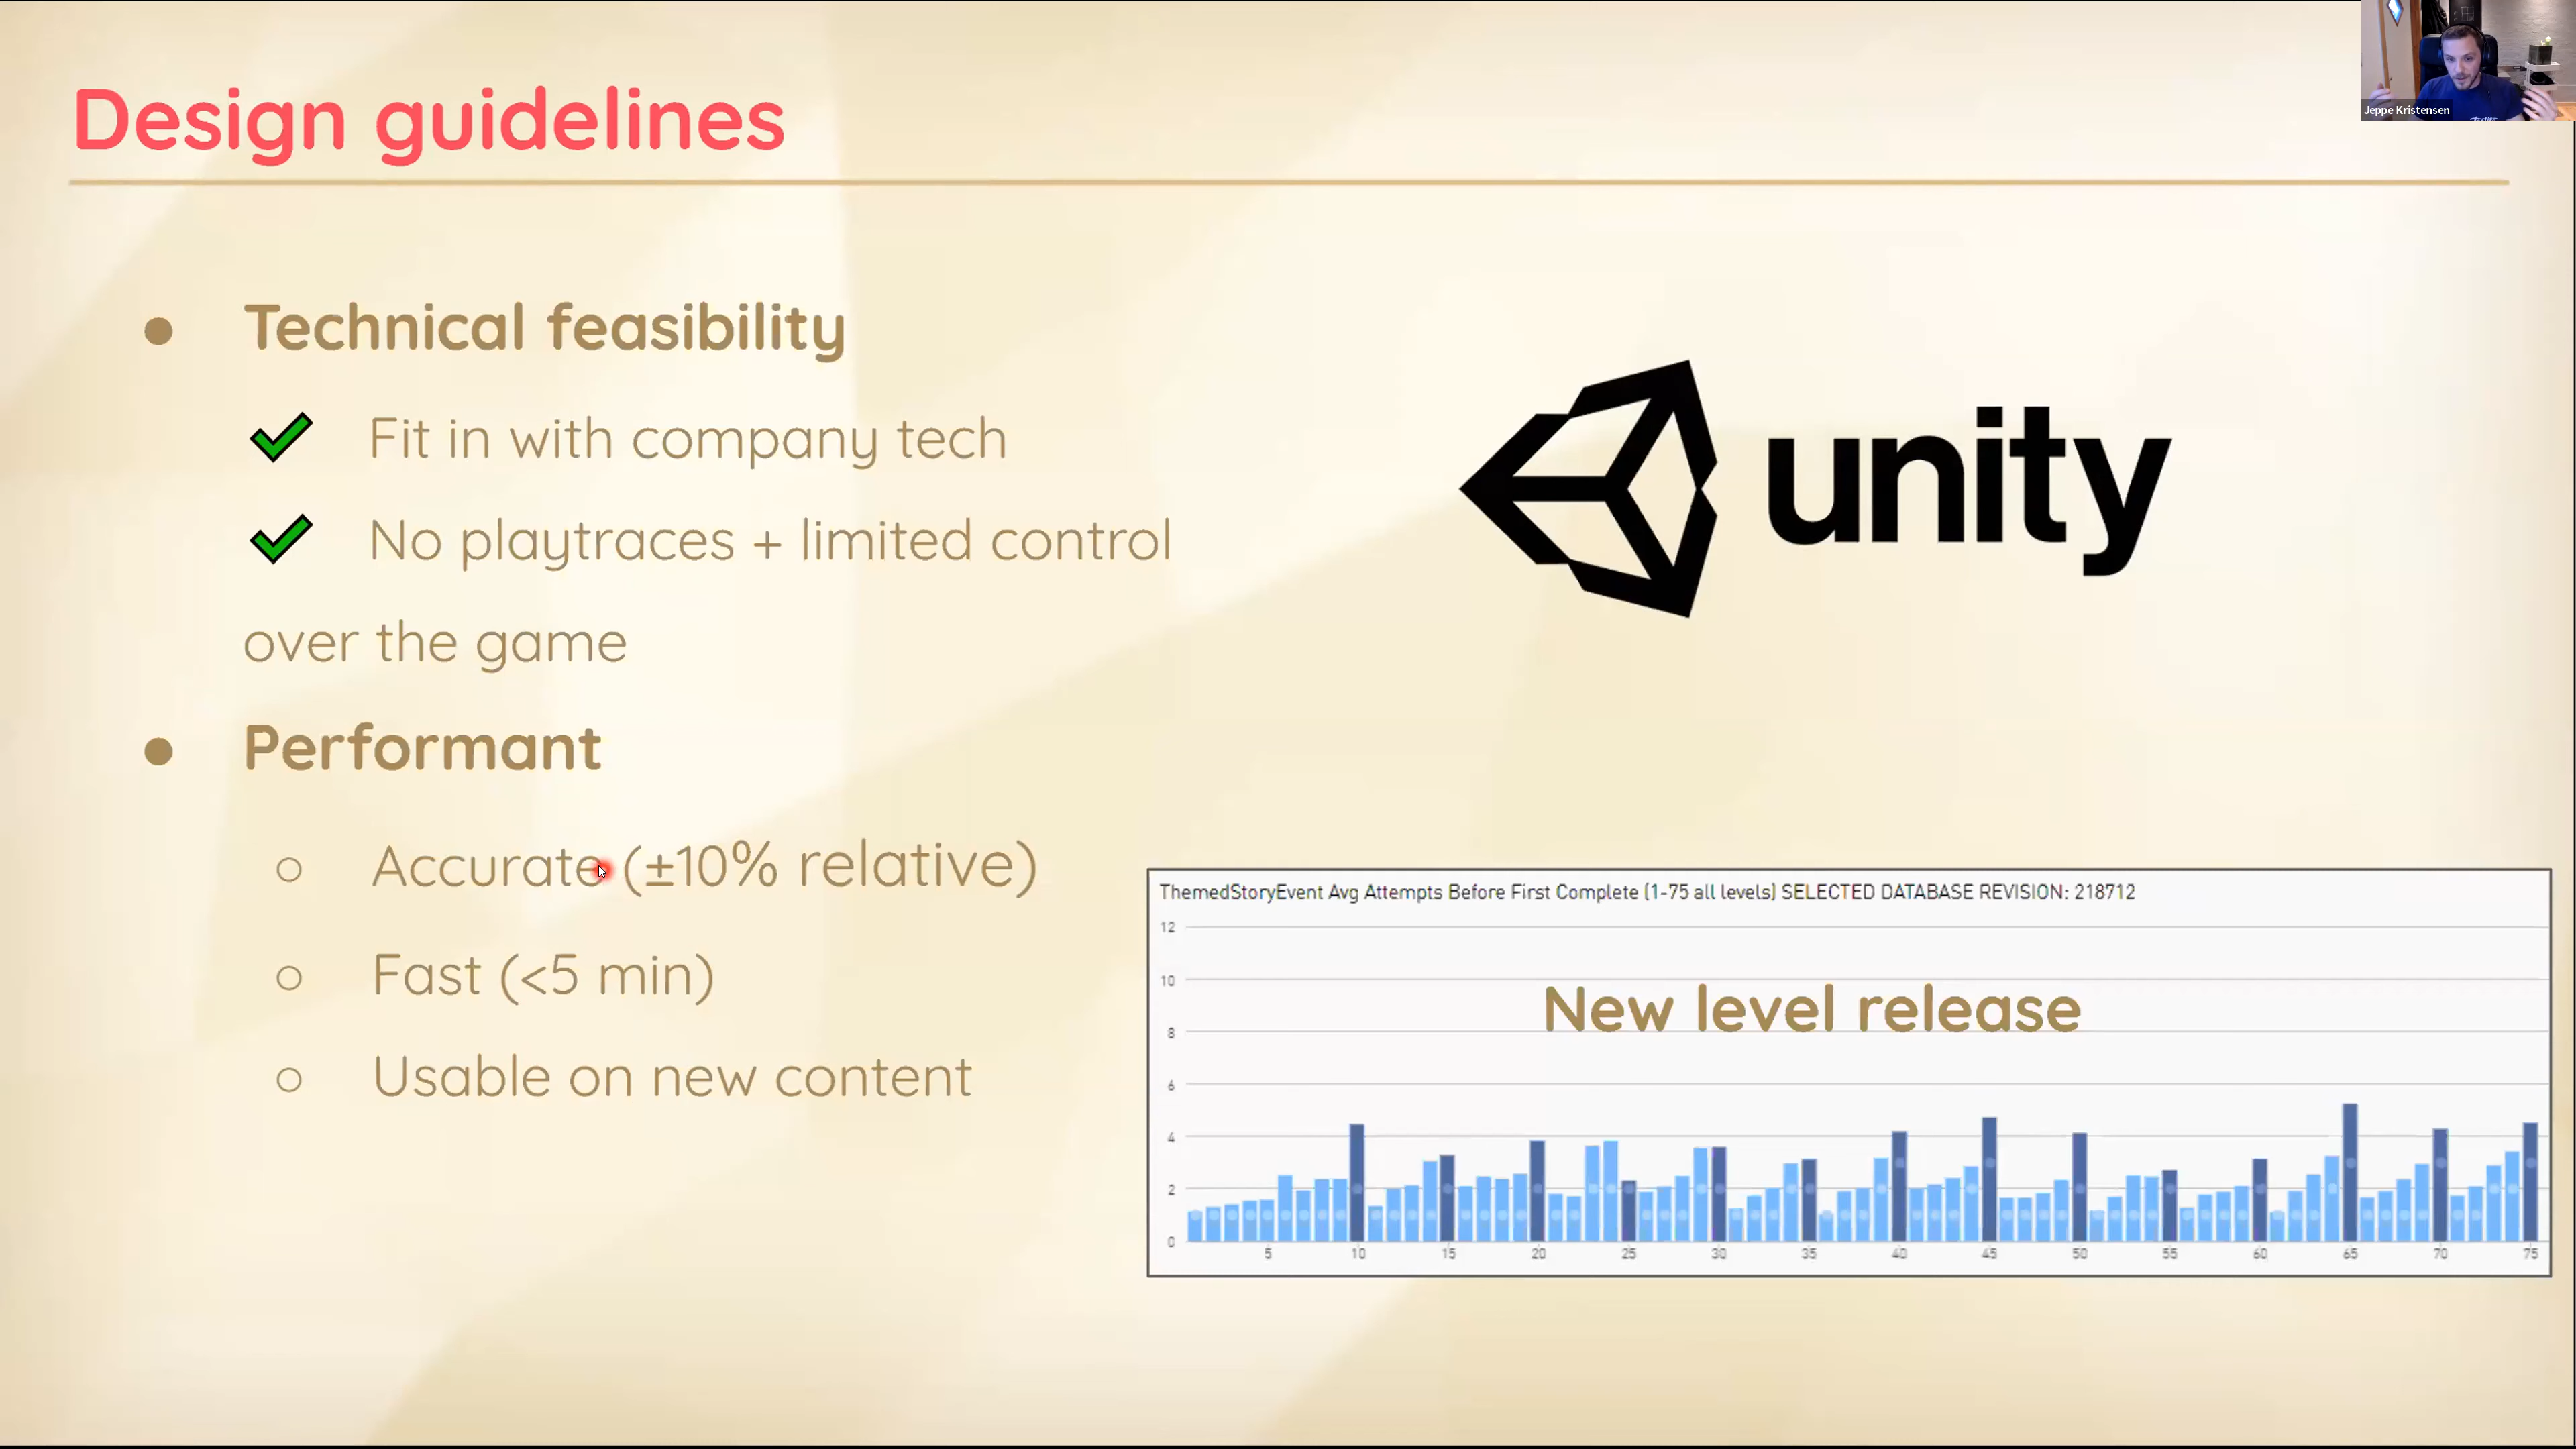 Design guidelines
Jeppe Kristensen
Technical feasibility
Fit in with company tech
No playtraces + limited control
over the game
Performant
Accurate (±10% relative)
Fast (<5 min)
Usable on new content
unity
ThemedStoryEvent Avg Attempts Before First Complete (1-75 all levels) SELECTED DATABASE REVISION: 218712
New level release
12
10
8
6
4
2
0
5 10 15 20 25 30 35 40 45 50 55 60 65 70 75